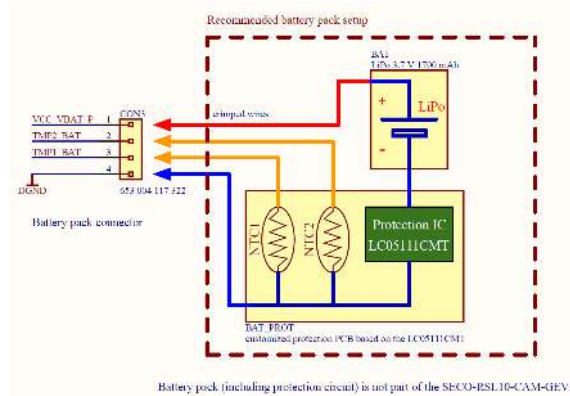 Recommended battery pack setup
BAT
LiPo 3.7 V 1700 mAh
+
LiPo
-
CON3
crimped wires
VCC_VBAT_P 1
TMP2_BAT 2
TMP1_BAT 3
4
DGND
653 004 117 322
Battery pack connector
NTC1
NTC2
Protection IC
LC05111CMT
BAT_PROT
customized protection PCB based on the LC05111CMT
Battery pack (including protection circuit) is not part of the SECO-RSL10-CAM-GEV